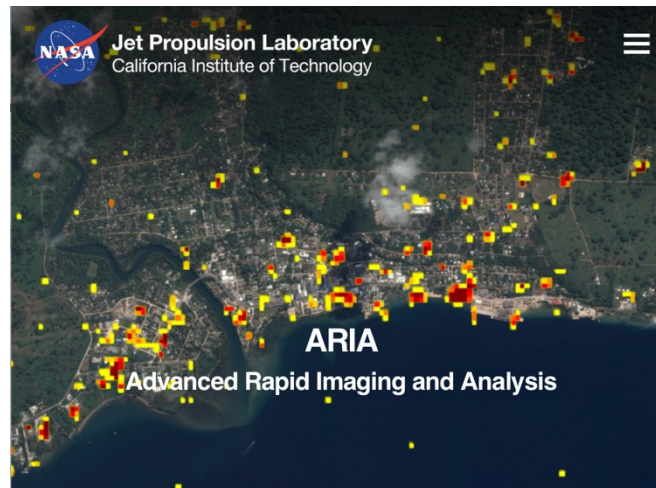 NASA
Jet Propulsion Laboratory
California Institute of Technology
ARIA
Advanced Rapid Imaging and Analysis